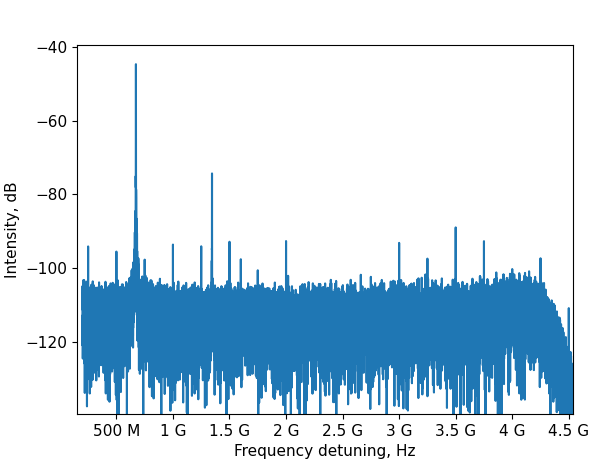 −40
−60
−80
−100
−120
Intensity, dB
500 M 1 G 1.5 G 2 G 2.5 G 3 G 3.5 G 4 G 4.5 G
Frequency detuning, Hz